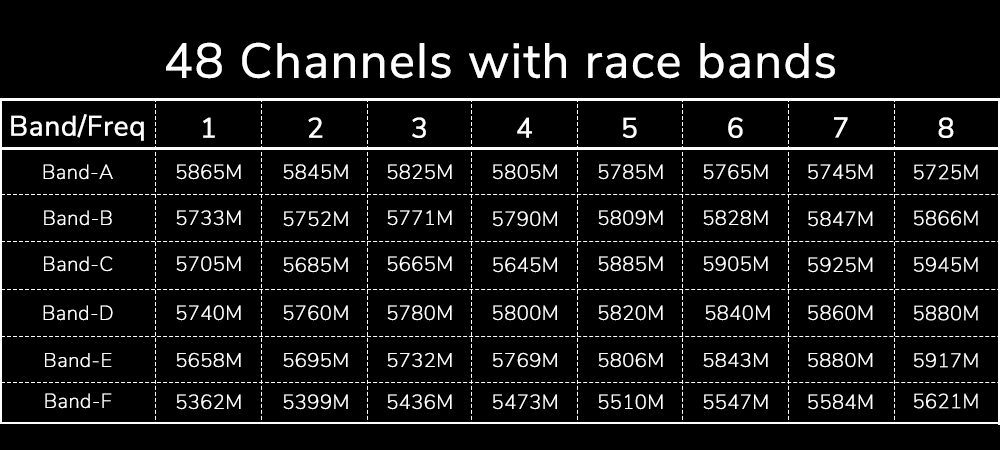 48 Channels with race bands
Band/Freq 1 2 3 4 5 6 7 8
Band-A 5865M 5845M 5825M 5805M 5785M 5765M 5745M 5725M
Band-B 5733M 5752M 5771M 5790M 5809M 5828M 5847M 5866M
Band-C 5705M 5685M 5665M 5645M 5885M 5905M 5925M 5945M
Band-D 5740M 5760M 5780M 5800M 5820M 5840M 5860M 5880M
Band-E 5658M 5695M 5732M 5769M 5806M 5843M 5880M 5917M
Band-F 5362M 5399M 5436M 5473M 5510M 5547M 5584M 5621M